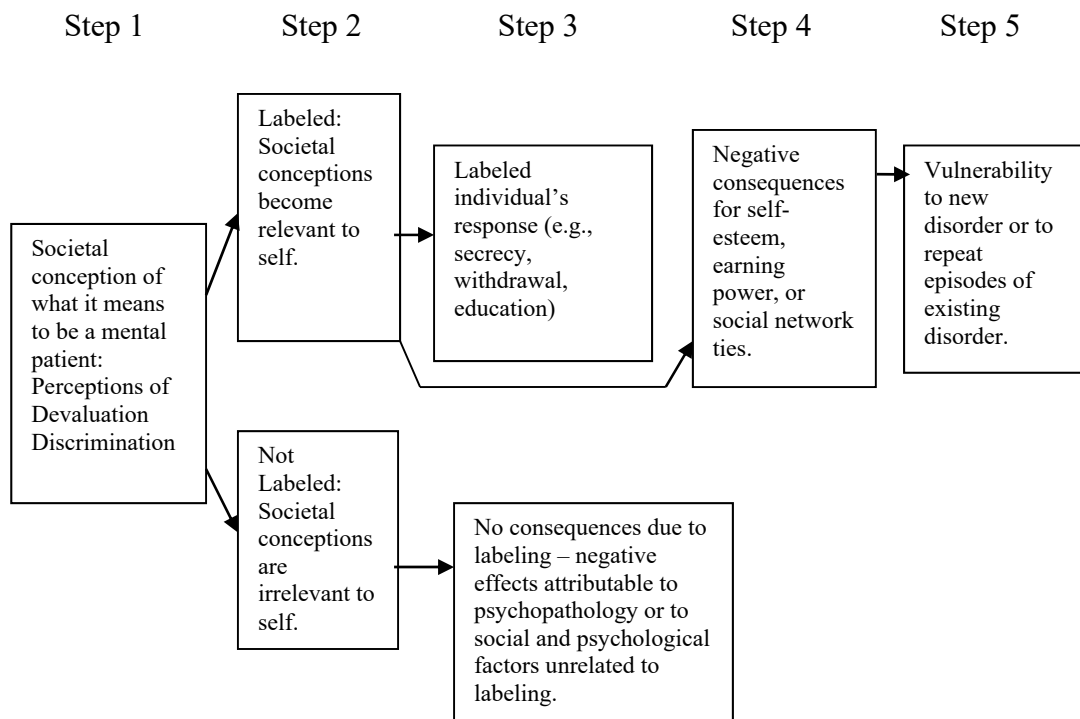 Step 1 Step 2 Step 3 Step 4 Step 5
Societal
conception of
what it means
to be a mental
patient:
Perceptions of
Devaluation
Discrimination
Labeled:
Societal
conceptions
become
relevant to
self.
Labeled
individual’s
response (e.g.,
secrecy,
withdrawal,
education)
Negative
consequences
for self-
esteem,
earning
power, or
social network
ties.
Vulnerability
to new
disorder or to
repeat
episodes of
existing
disorder.
Not
Labeled:
Societal
conceptions
are
irrelevant to
self.
No consequences due to
labeling – negative
effects attributable to
psychopathology or to
social and psychological
factors unrelated to
labeling.